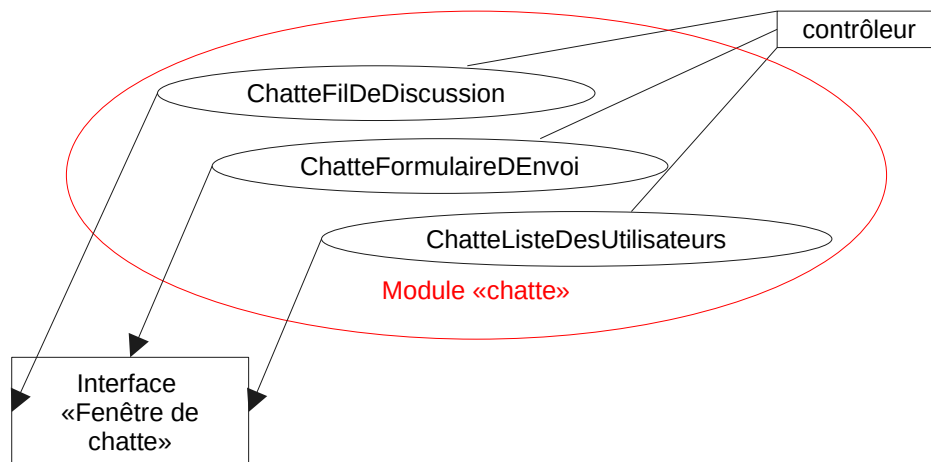 contrôleur
ChatteFilDeDiscussion
ChatteFormulaireDEnvoi
ChatteListeDesUtilisateurs
Module «chatte»
Interface
«Fenêtre de
chatte»